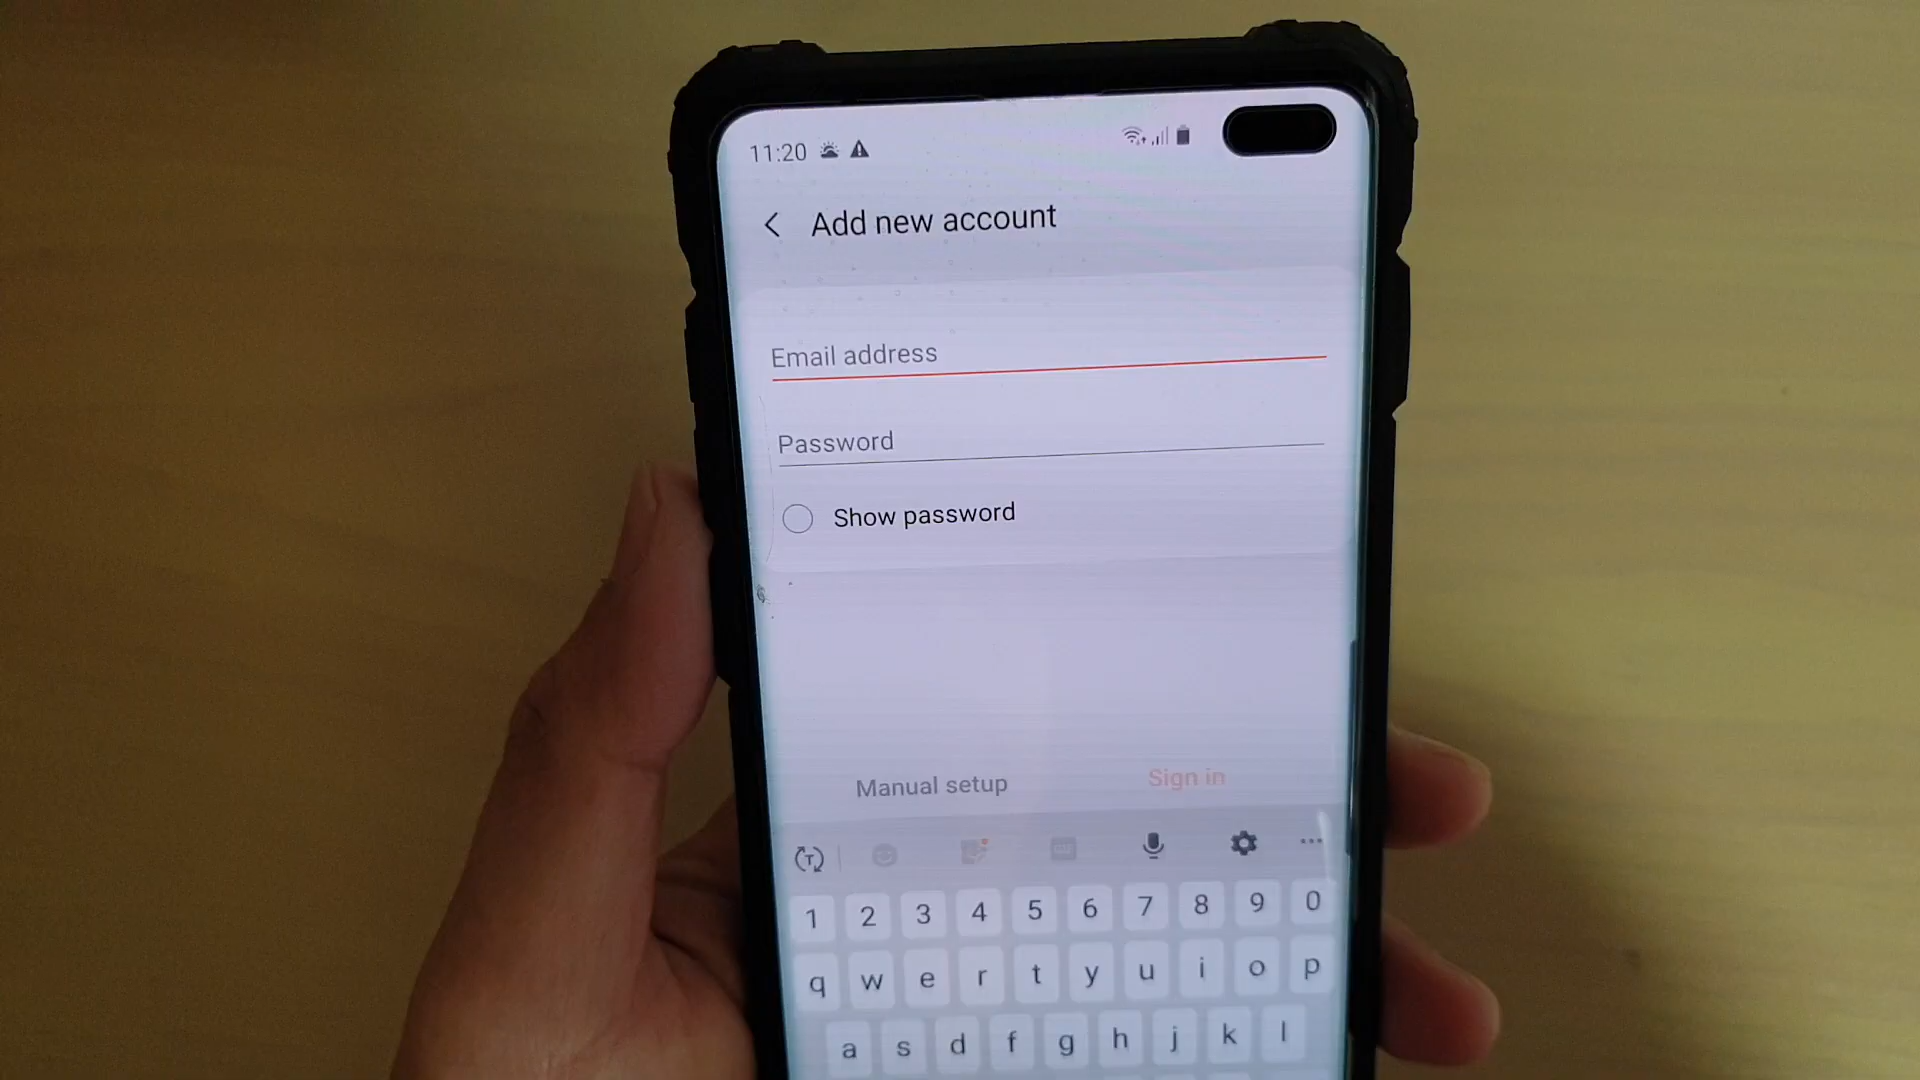 11:20
Add new account
Email address
Password
Show password
Manual setup
Sign in
1 2 3 4 5 6 7 8 9 0
q w e r t y u i o p
a s d f g h j k l